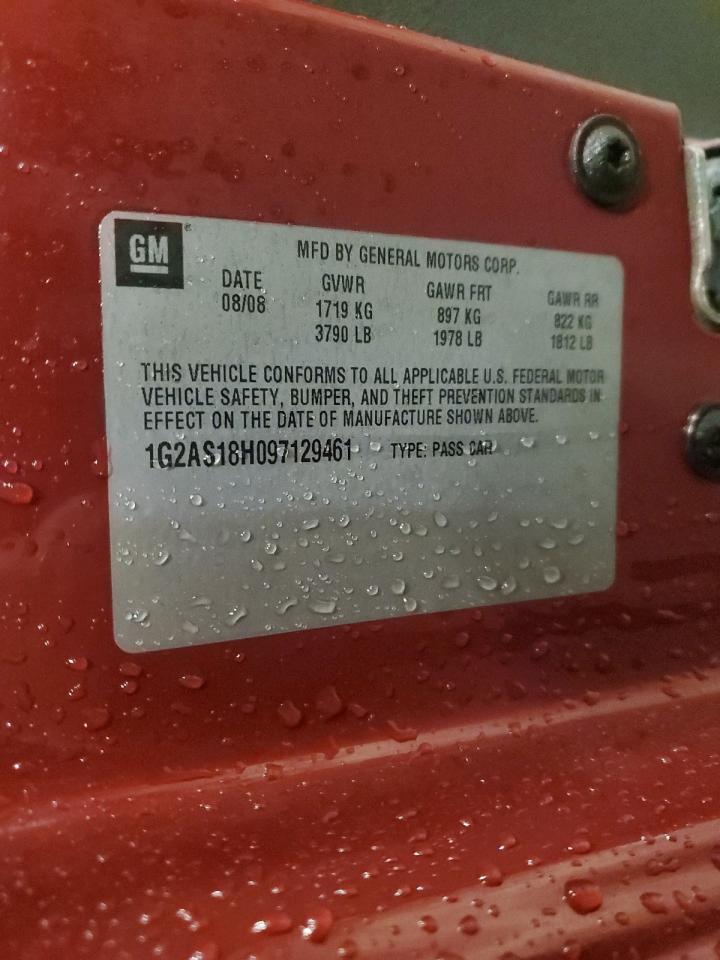 GM ®
MFD BY GENERAL MOTORS CORP.
DATE GVWR GAWR FRT GAWR RR
08/08 1719 KG 897 KG 822 KG
3790 LB 1978 LB 1812 LB
THIS VEHICLE CONFORMS TO ALL APPLICABLE U.S. FEDERAL MOTOR
VEHICLE SAFETY, BUMPER, AND THEFT PREVENTION STANDARDS IN
EFFECT ON THE DATE OF MANUFACTURE SHOWN ABOVE.
1G2AS18H097129461 TYPE: PASS CAR